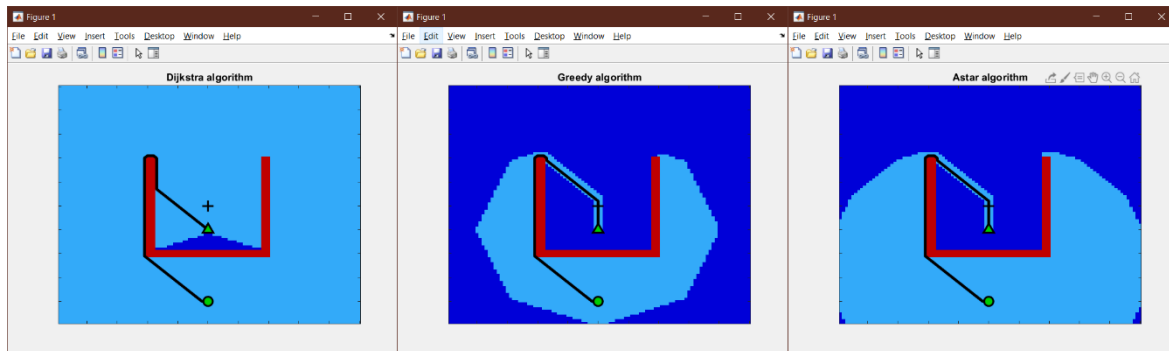 Figure 1
File Edit View Insert Tools Desktop Window Help
Dijkstra algorithm
Figure 1
File Edit View Insert Tools Desktop Window Help
Greedy algorithm
Figure 1
File Edit View Insert Tools Desktop Window Help
Astar algorithm